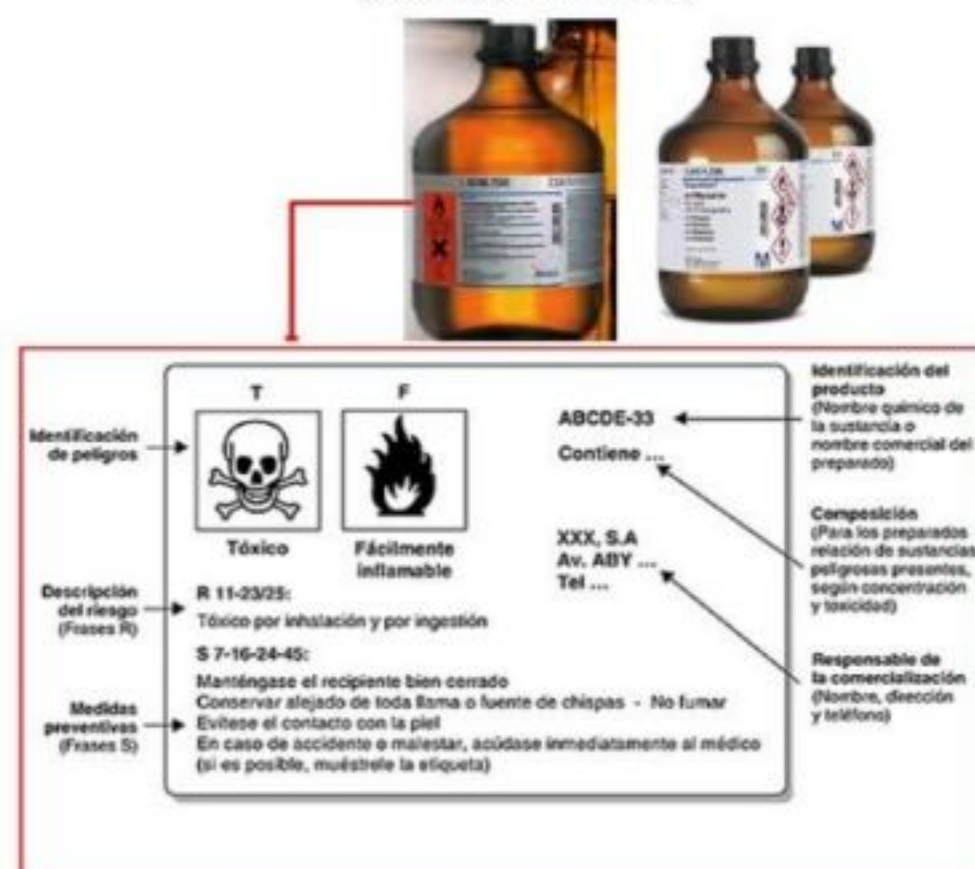 T
F
Identificación
de peligros
Tóxico
Fácilmente
inflamable
ABCDE-33
Contiene ...
XXX, S.A
Av. ABY ...
Tel ...
Descripción
del riesgo
(Frases R)
R 11-23/25:
Tóxico por inhalación y por ingestión
S 7-16-24-45:
Manténgase el recipiente bien cerrado
Conservar alejado de toda llama o fuente de chispas - No fumar
Evítese el contacto con la piel
En caso de accidente o malestar, acúdase inmediatamente al médico
(si es posible, muéstrele la etiqueta)
Medidas
preventivas
(Frases S)
Identificación del
producto
(Nombre químico de
la sustancia o
nombre comercial del
preparado)
Composición
(Para los preparados
relación de sustancias
peligrosas presentes,
según concentración
y toxicidad)
Responsable de
la comercialización
(Nombre, dirección
y teléfono)
M